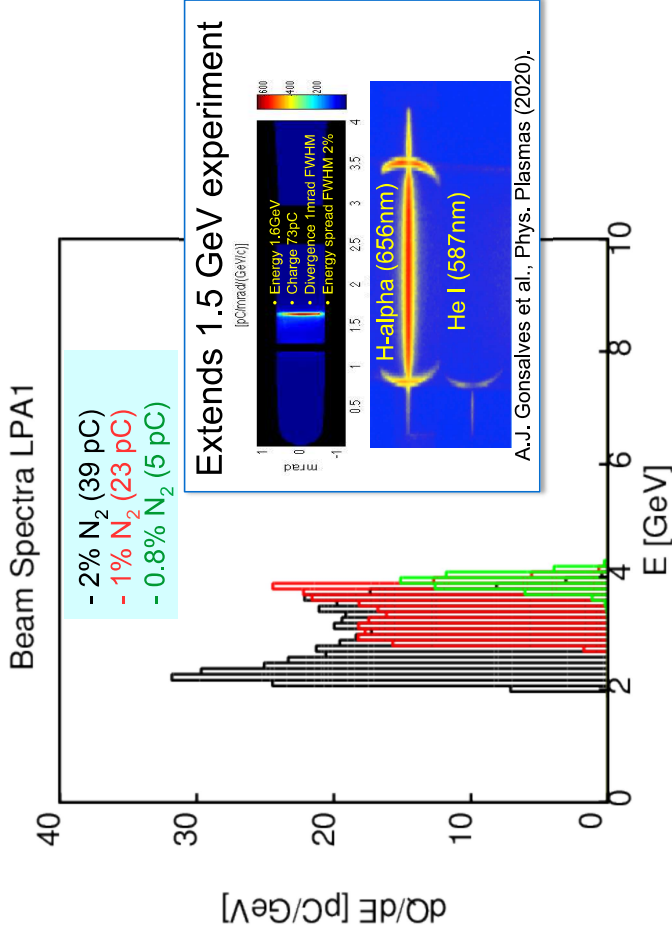 Beam Spectra LPA1
40
30
20
10
0
dQ/dE [pC/GeV]
0
2
4
6
8
10
E [GeV]
- 2% N₂ (39 pC)
- 1% N₂ (23 pC)
- 0.8% N₂ (5 pC)
Extends 1.5 GeV experiment
[pC/mrad/(GeV/c)]
• Energy 1.6GeV
• Charge 73pC
• Divergence 1mrad FWHM
• Energy spread FWHM 2%
1
0
-1
mrad
0.5
1
1.5
2
2.5
3
3.5
4
200
400
600
H-alpha (656nm)
He I (587nm)
A.J. Gonsalves et al., Phys. Plasmas (2020).